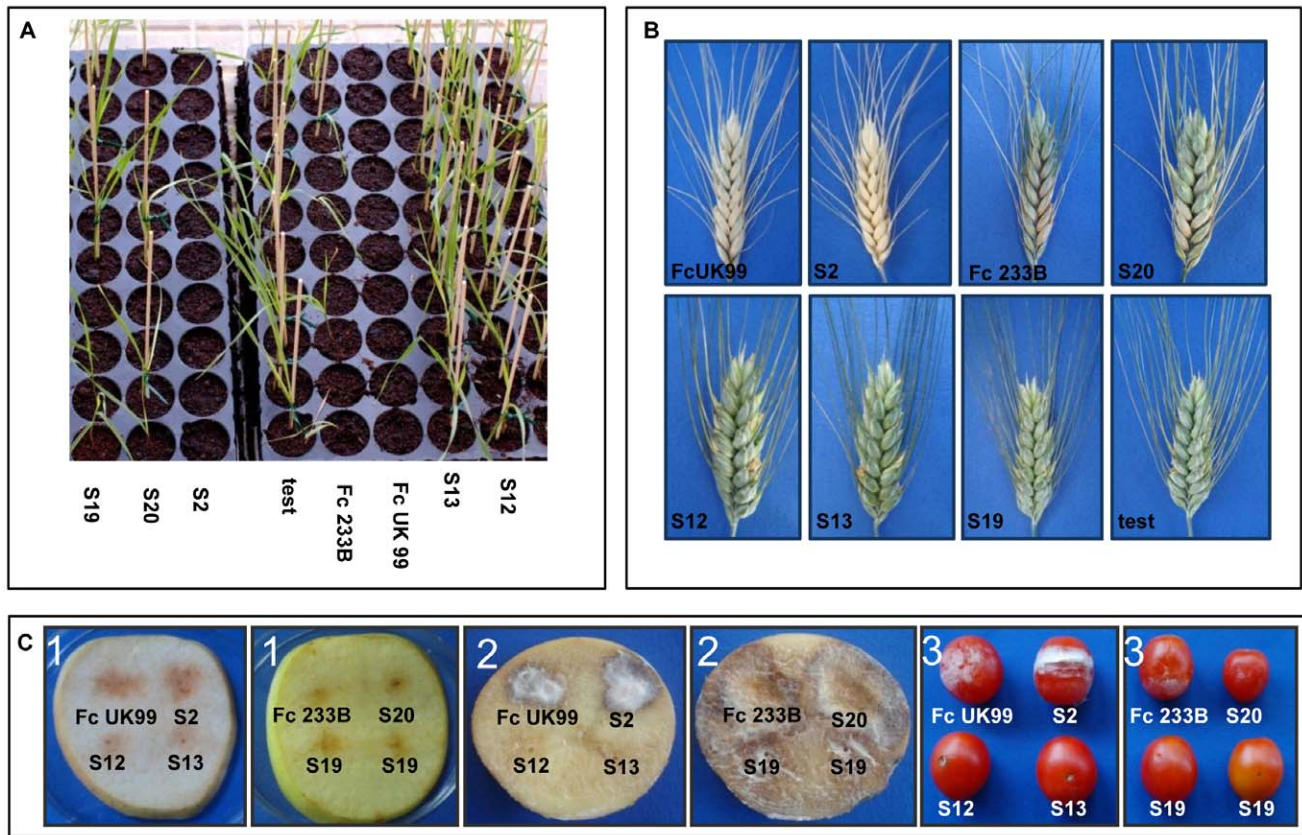 A
S19 S20 S2 test Fc 233B Fc UK 99 S13 S12
B
FcUK99 S2 Fc 233B S20
S12 S13 S19 test
C
1 1 2 2 3 3
Fc UK99 S2 Fc 233B S20 Fc UK99 S2 Fc 233B S20 Fc UK99 S2 Fc 233B S20
S12 S13 S19 S19 S12 S13 S19 S19 S12 S13 S19 S19